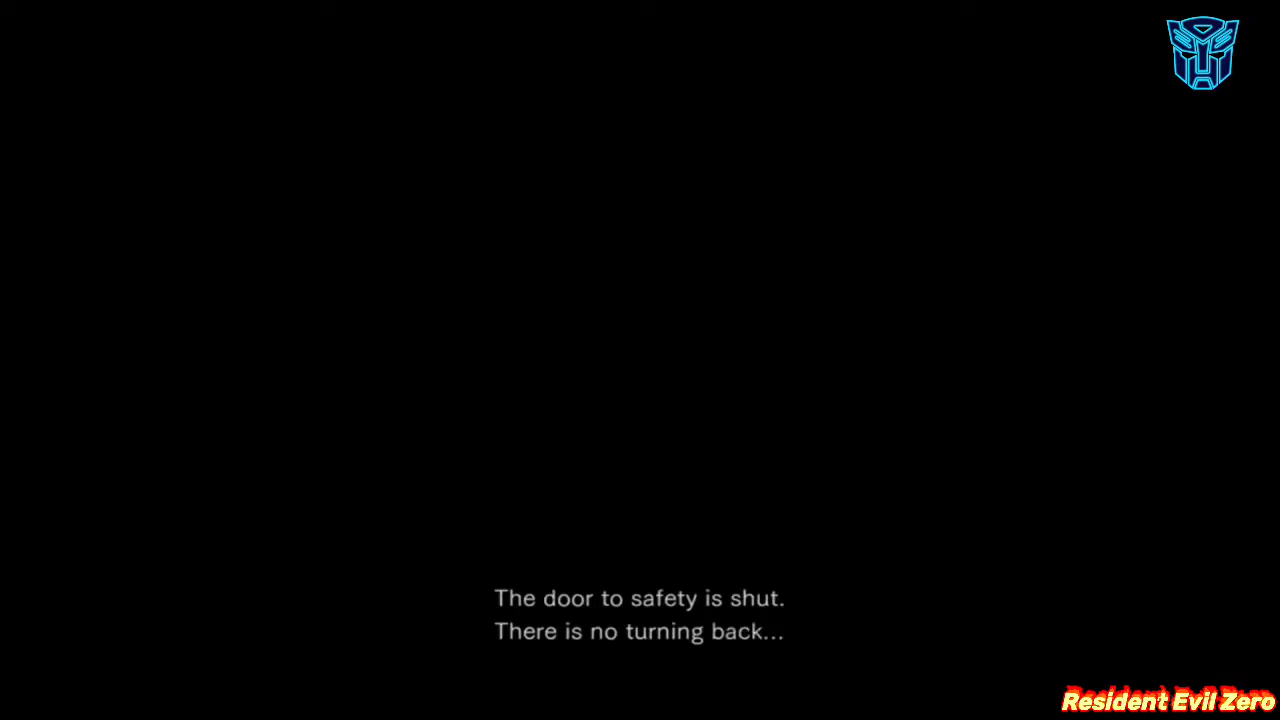 The door to safety is shut.
There is no turning back...
Resident Evil Zero